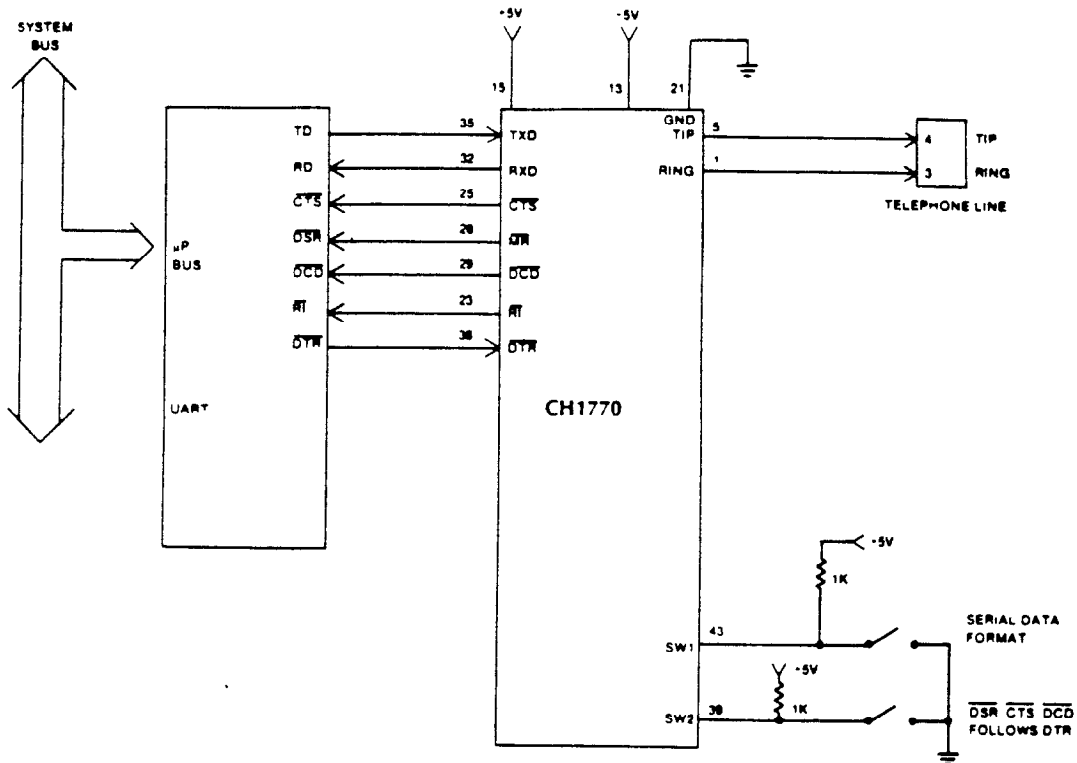 SYSTEM
BUS
+5V
-5V
15
13
21
GND
TD
35
TXD
TIP
5
4
TIP
RD
32
RXD
RING
1
3
RING
CTS
25
CTS
TELEPHONE LINE
DSR
MR
µP
BUS
DCD
29
DCD
RI
23
RI
DTR
DTR
UART
CH1770
1K
SERIAL DATA
FORMAT
SW1
43
+5V
1K
SW2
DSR CTS DCD
FOLLOWS DTR